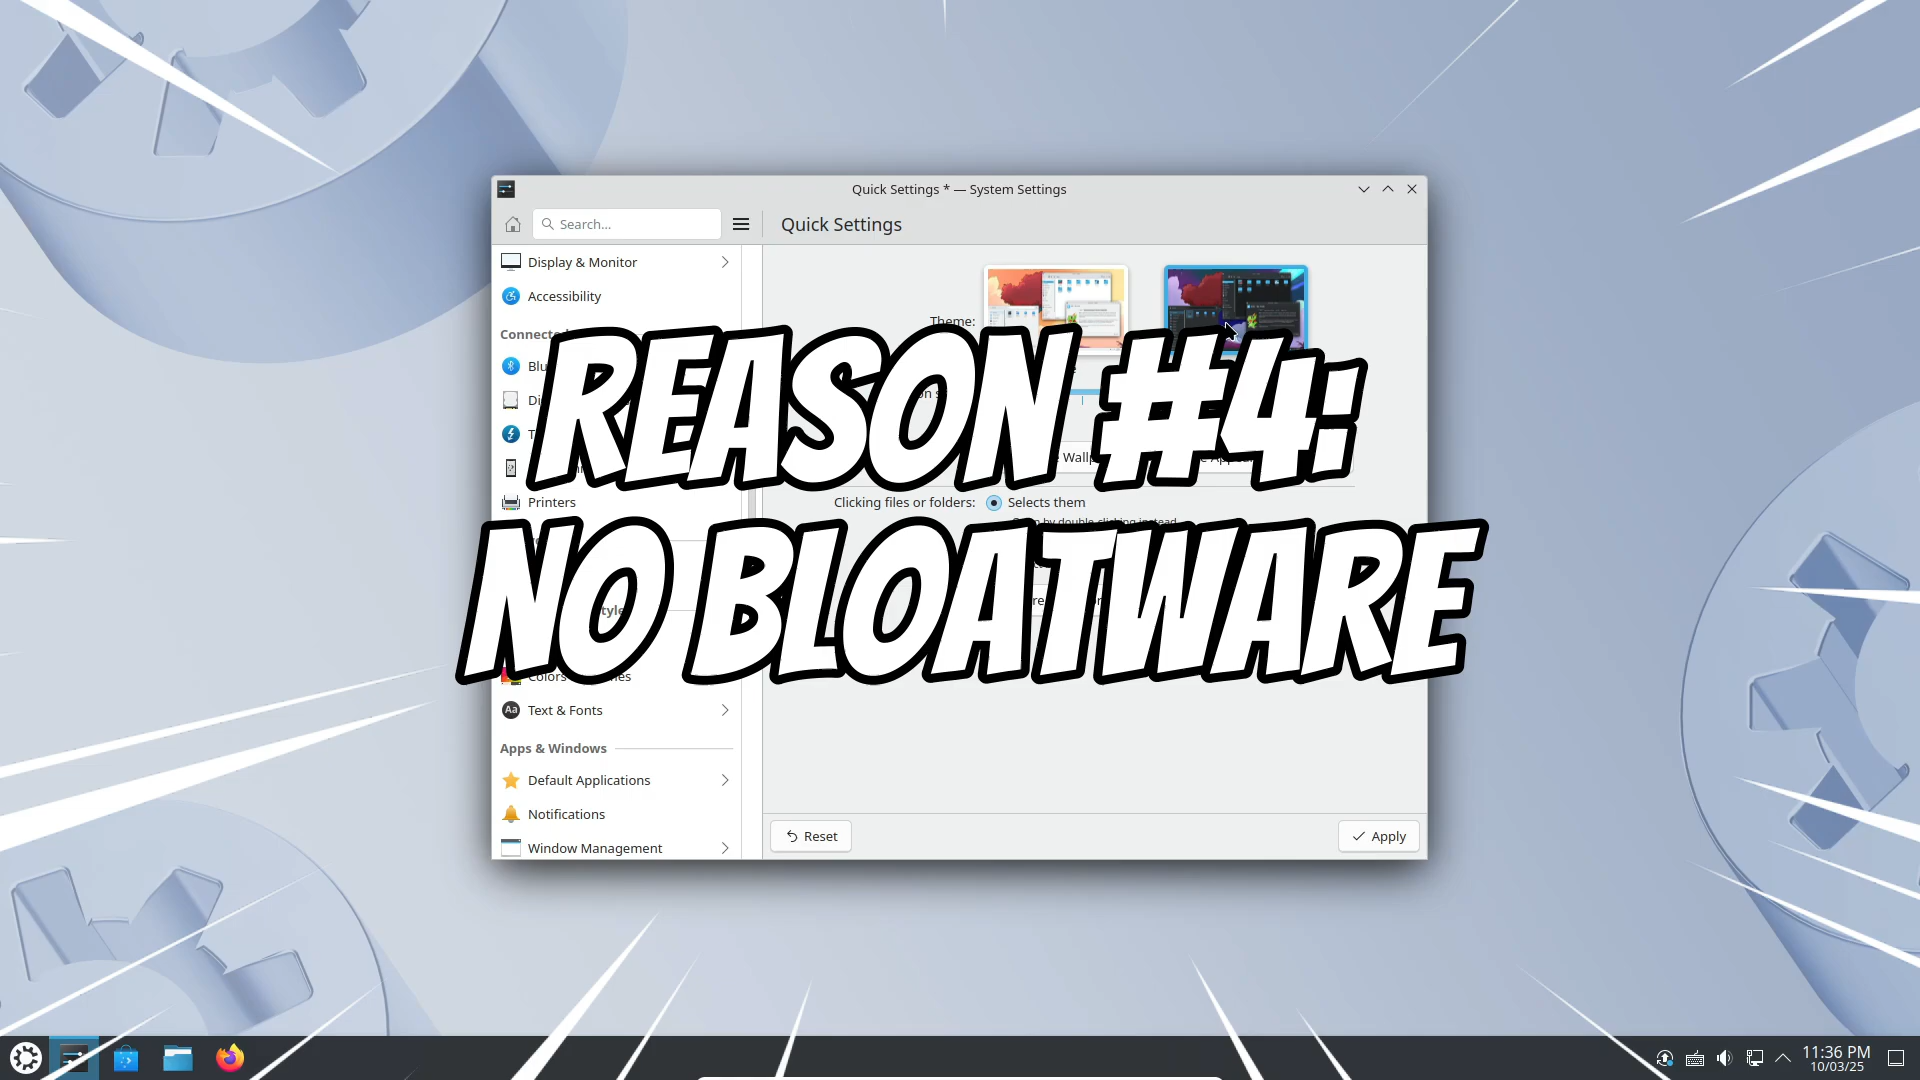 Quick Settings * — System Settings
Search...
Quick Settings
Display & Monitor
Accessibility
Theme:
REASON #4:
Clicking files or folders: Selects them
Printers
NO BLOATWARE
Text & Fonts
Apps & Windows
Default Applications
Notifications
Window Management
Reset
Apply
11:36 PM
10/03/25